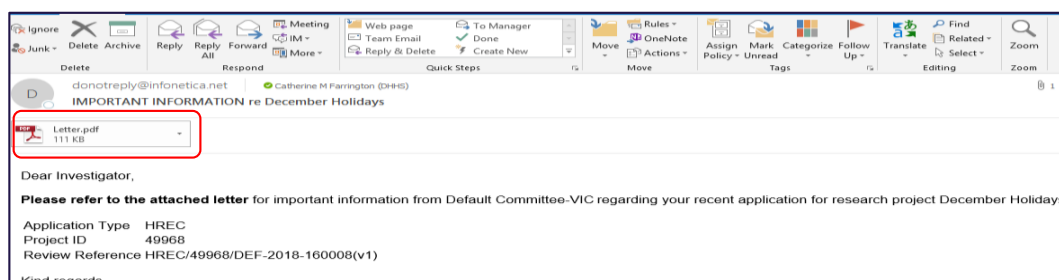 Ignore
Junk
Delete
Archive
Reply
Reply All
Forward
Meeting
IM
More
Web page
Team Email
Reply & Delete
To Manager
Done
Create New
Move
Rules
OneNote
Actions
Assign Policy
Mark Unread
Categorize
Follow Up
Translate
Find
Related
Select
Zoom
Delete
Respond
Quick Steps
Move
Tags
Editing
Zoom
D
donotreply@infonetica.net
Catherine M Farrington (DHHS)
1
IMPORTANT INFORMATION re December Holidays
PDF
Letter.pdf
111 KB
Dear Investigator,
Please refer to the attached letter for important information from Default Committee-VIC regarding your recent application for research project December Holidays
Application Type HREC
Project ID 49968
Review Reference HREC/49968/DEF-2018-160008(v1)
Kind regards